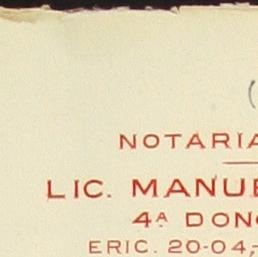 NOTARIA
LIC. MANUE
4ª DONC
ERIC. 20-04,-